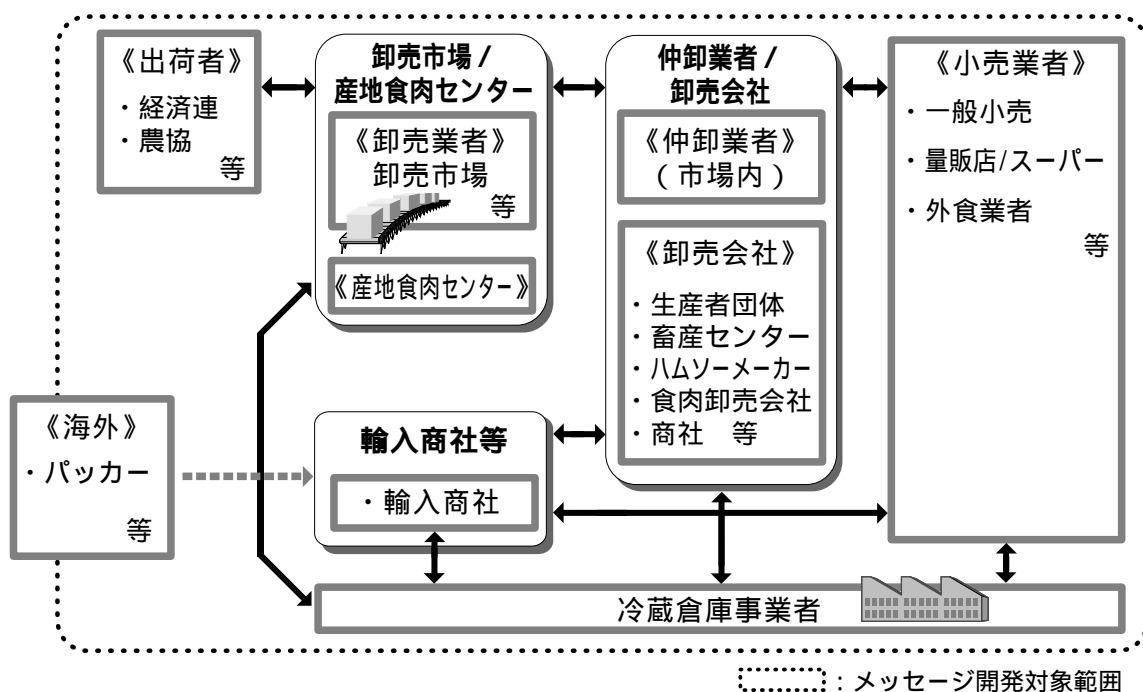 《出荷者》
・経済連
・農協
等
卸売市場/
産地食肉センター
《卸売業者》
卸売市場
等
《産地食肉センター》
仲卸業者/
卸売会社
《仲卸業者》
(市場内)
《卸売会社》
・生産者団体
・畜産センター
・ハムソーメーカー
・食肉卸売会社
・商社 等
《小売業者》
・一般小売
・量販店/スーパー
・外食業者
等
《海外》
・パッカー
等
輸入商社等
・輸入商社
冷蔵倉庫事業者
:メッセージ開発対象範囲